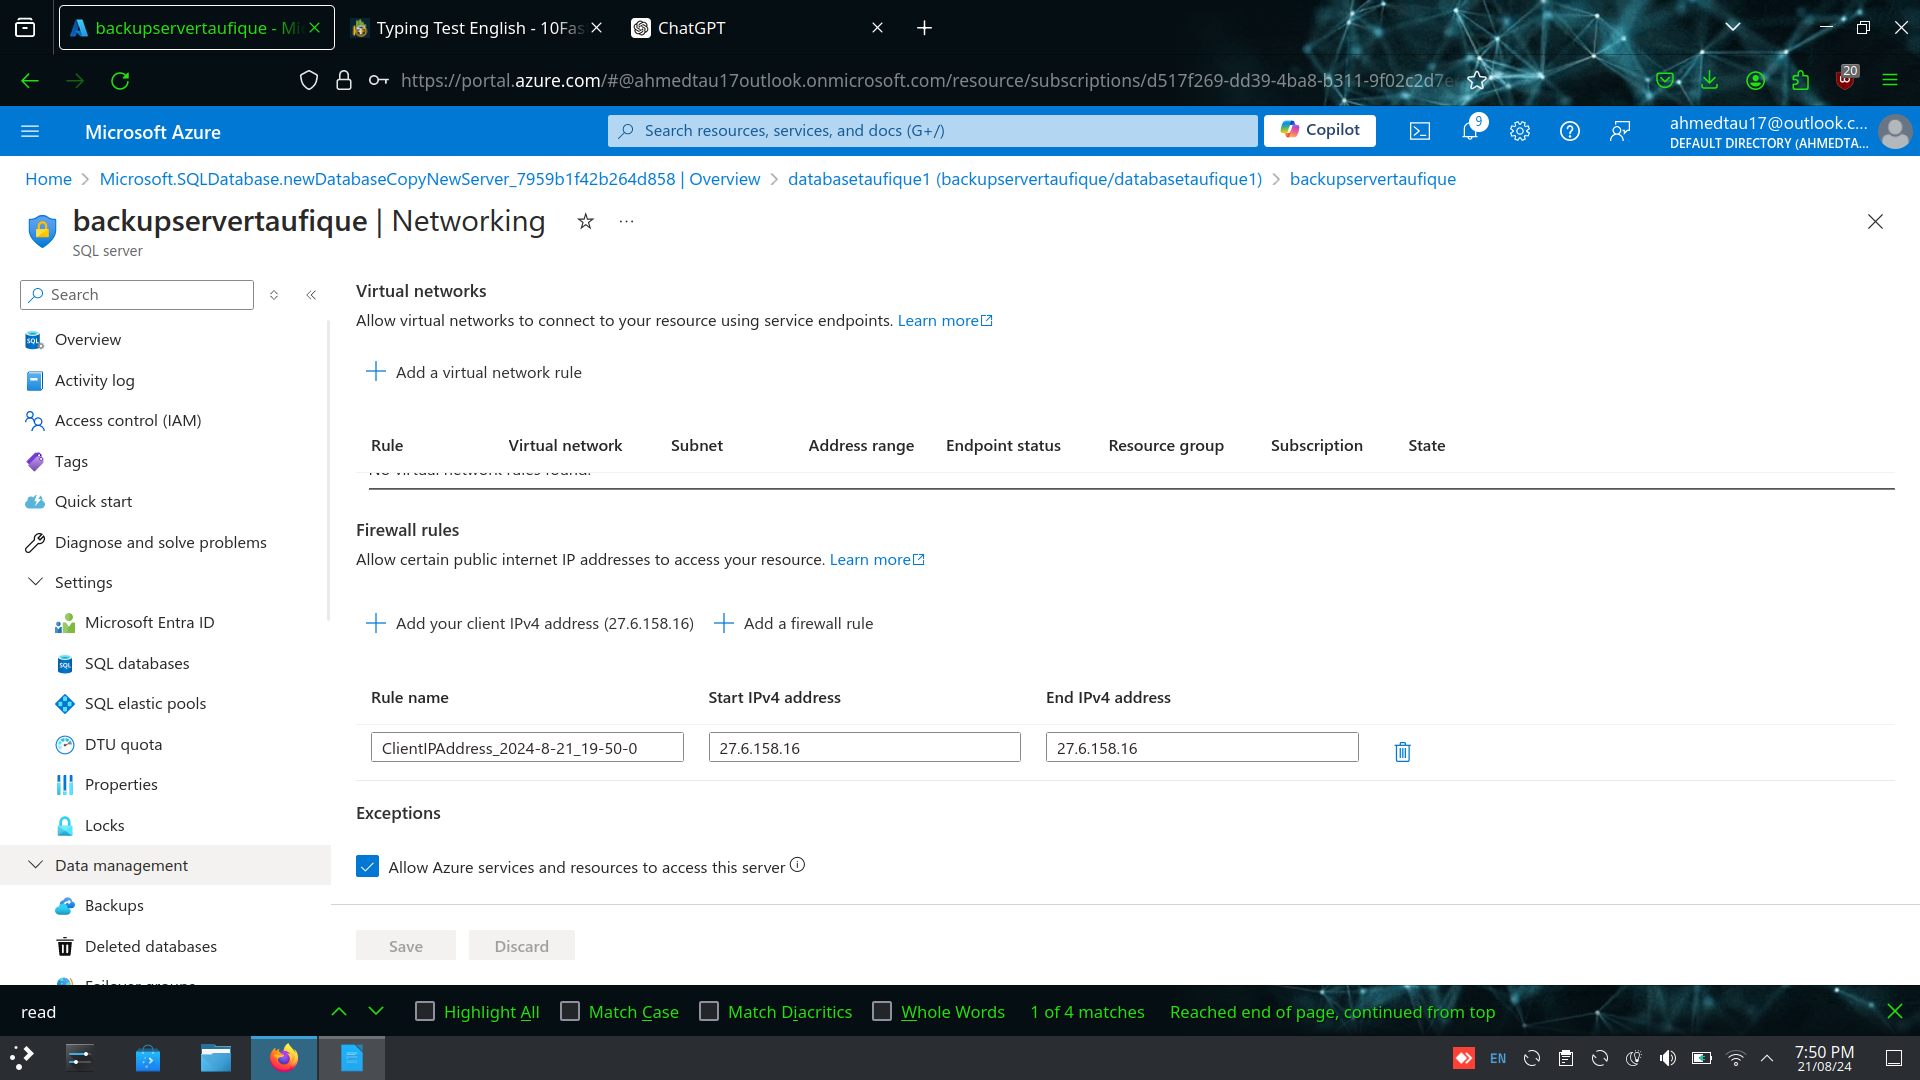 backupservertaufique - Mi
Typing Test English - 10Fas
ChatGPT
https://portal.azure.com/#@ahmedtau17outlook.onmicrosoft.com/resource/subscriptions/d517f269-dd39-4ba8-b311-9f02c2d7e
20
Microsoft Azure
Search resources, services, and docs (G+/)
Copilot
9
ahmedtau17@outlook.c...
DEFAULT DIRECTORY (AHMEDTA...
Home > Microsoft.SQLDatabase.newDatabaseCopyNewServer_7959b1f42b264d858 | Overview > databasetaufique1 (backupservertaufique/databasetaufique1) > backupservertaufique
backupservertaufique | Networking
SQL server
Search
Overview
Activity log
Access control (IAM)
Tags
Quick start
Diagnose and solve problems
Settings
Microsoft Entra ID
SQL databases
SQL elastic pools
DTU quota
Properties
Locks
Data management
Backups
Deleted databases
Failover groups
Virtual networks
Allow virtual networks to connect to your resource using service endpoints. Learn more
Add a virtual network rule
Rule Virtual network Subnet Address range Endpoint status Resource group Subscription State
No virtual network rules found.
Firewall rules
Allow certain public internet IP addresses to access your resource. Learn more
Add your client IPv4 address (27.6.158.16) Add a firewall rule
Rule name Start IPv4 address End IPv4 address
ClientIPAddress_2024-8-21_19-50-0 27.6.158.16 27.6.158.16
Exceptions
Allow Azure services and resources to access this server
Save Discard
read Highlight All Match Case Match Diacritics Whole Words 1 of 4 matches Reached end of page, continued from top
EN
7:50 PM
21/08/24